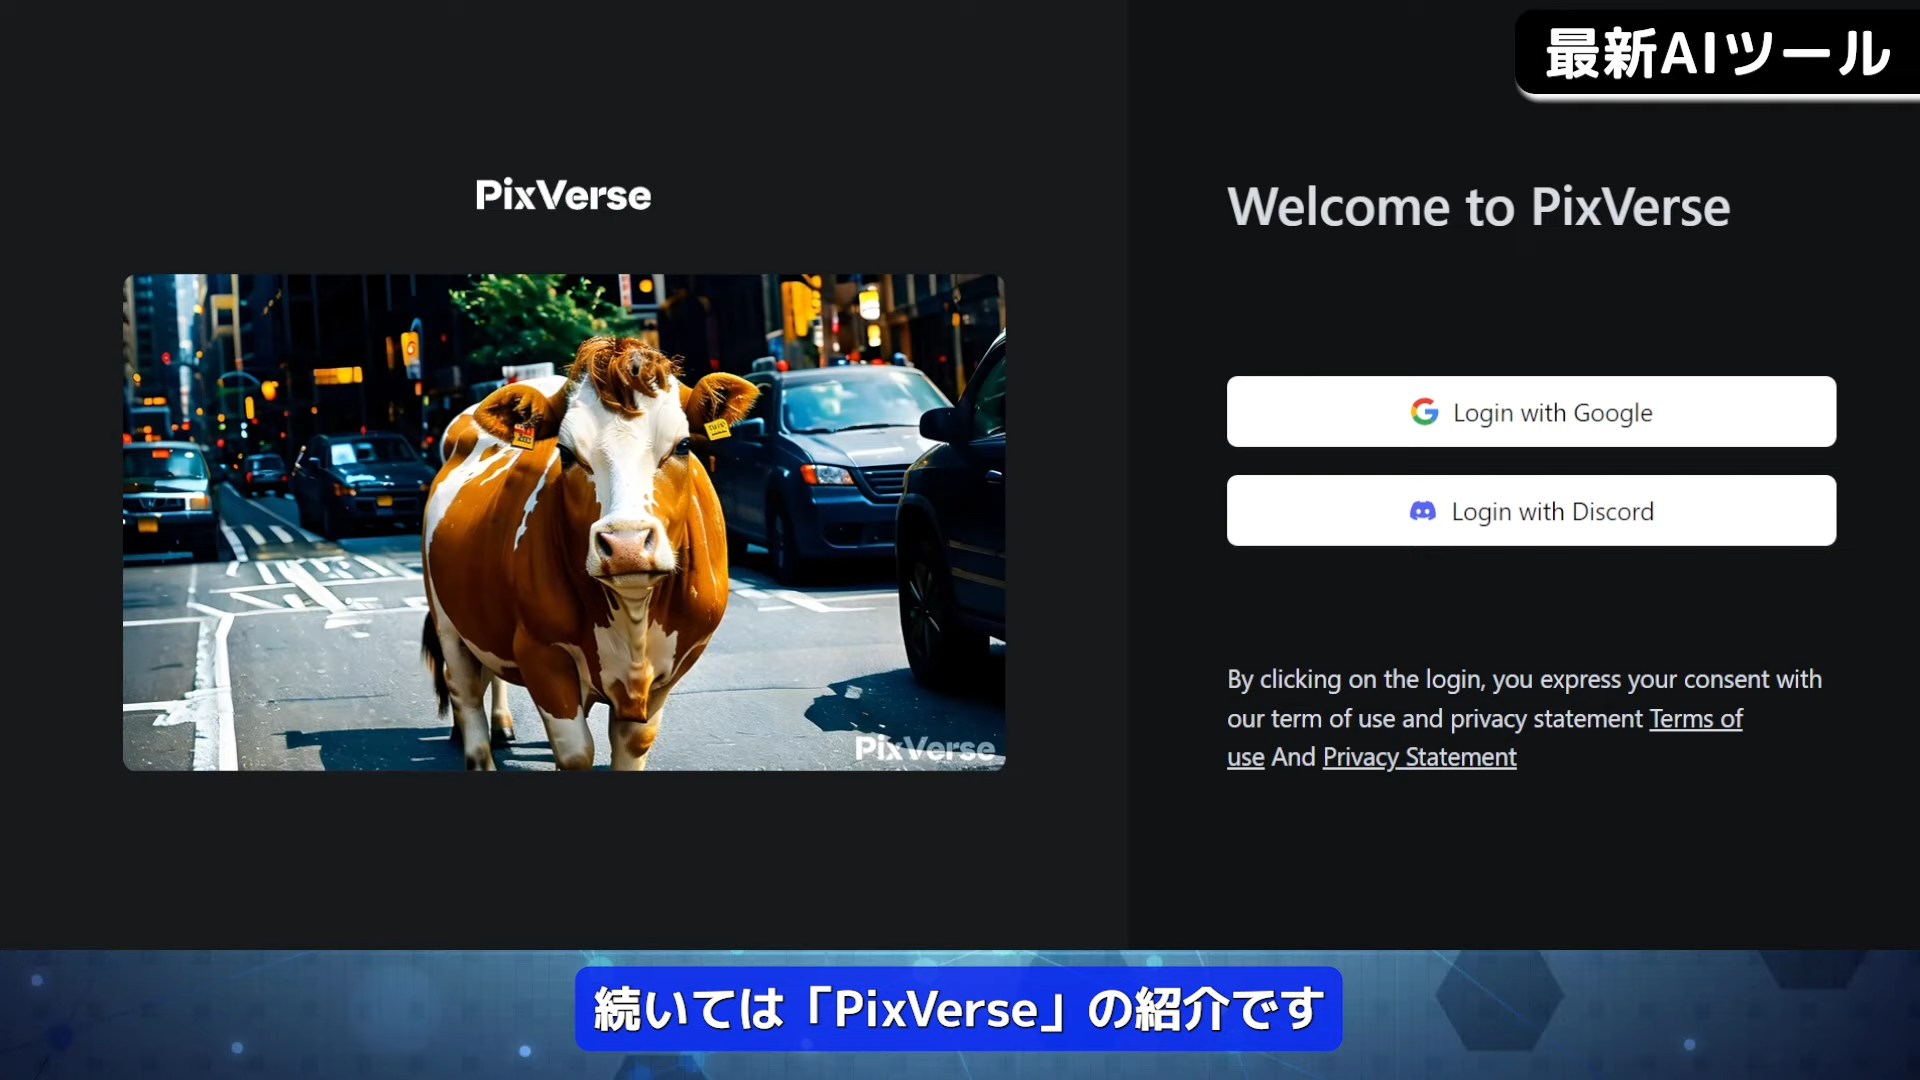 最新AIツール
PixVerse
PixVerse
Welcome to PixVerse
Login with Google
Login with Discord
By clicking on the login, you express your consent with
our term of use and privacy statement Terms of
use And Privacy Statement
続いては「PixVerse」の紹介です